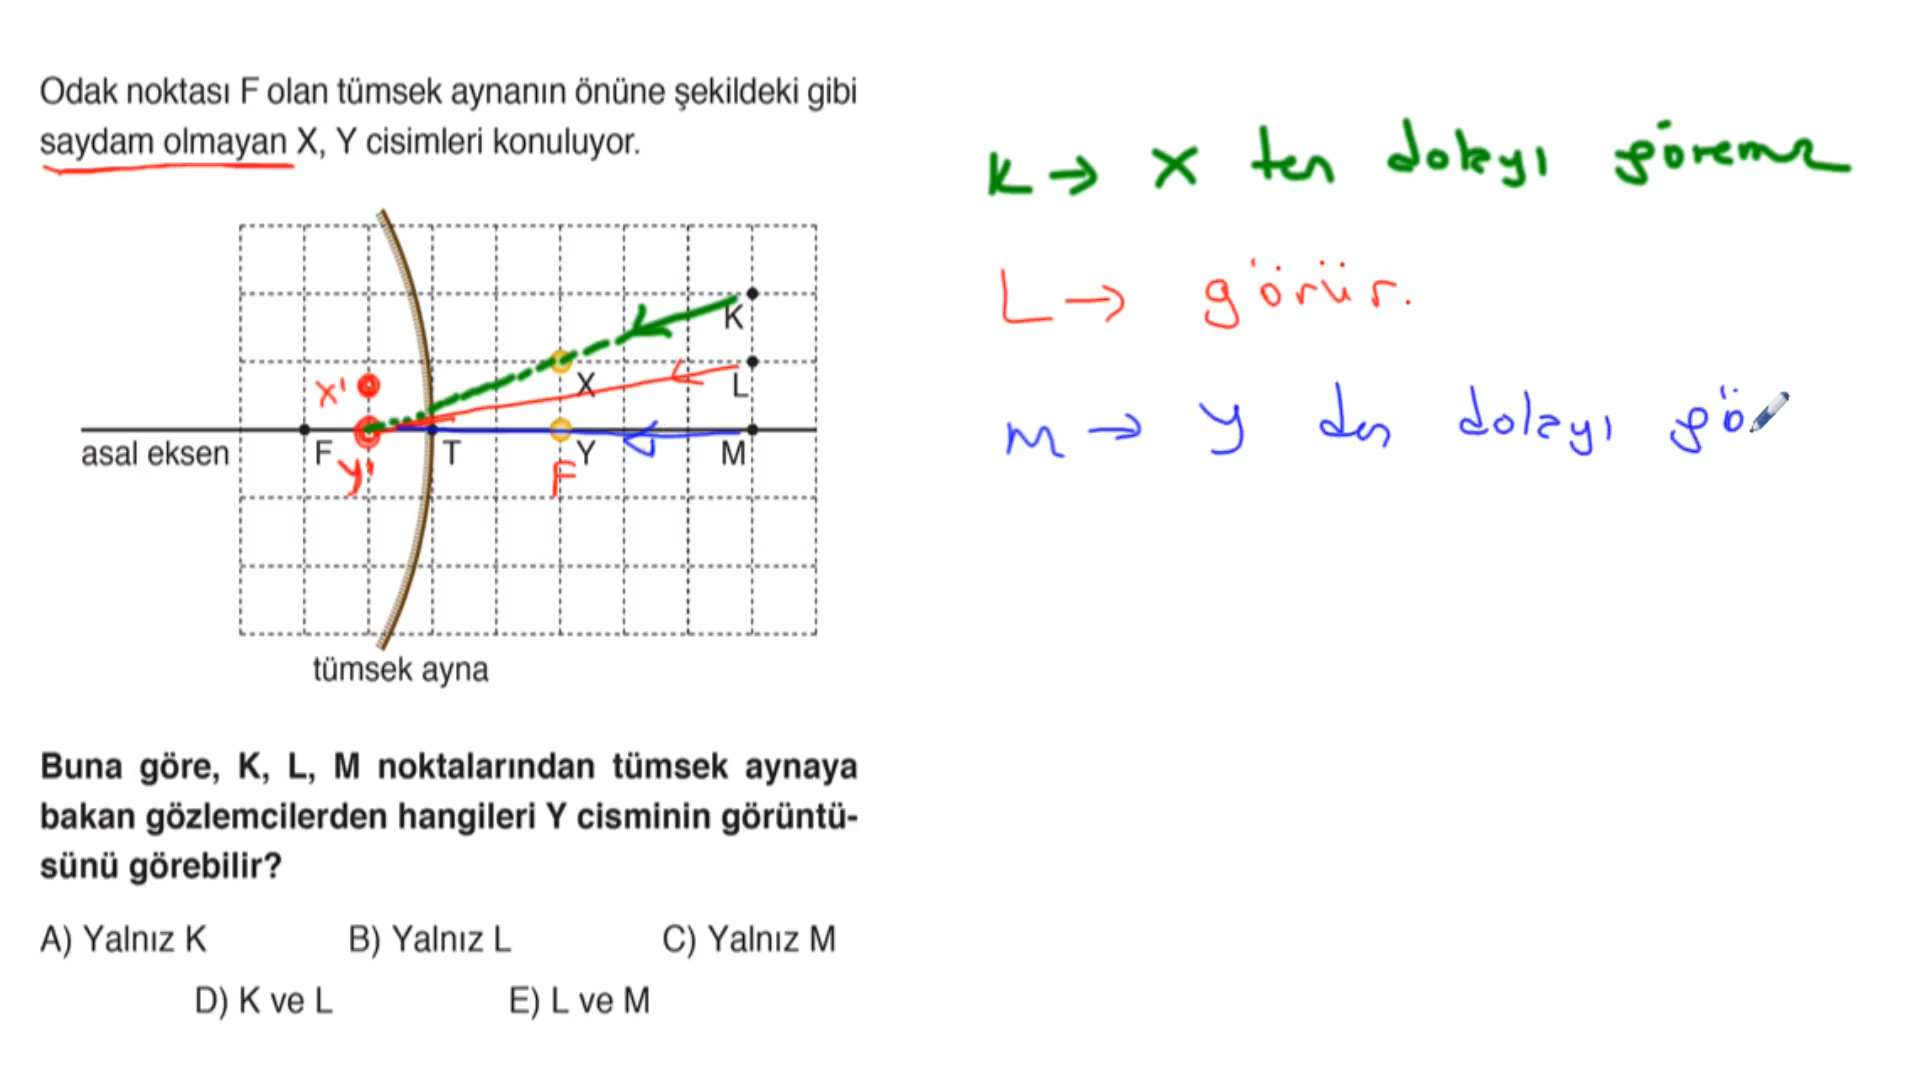 Odak noktası F olan tümsek aynanın önüne şekildeki gibi
saydam olmayan X, Y cisimleri konuluyor.
K → X ten dolayı göremez
L → görür.
M → Y den dolayı gö
K
X' X L
asal eksen F Y' T F Y M
tümsek ayna
Buna göre, K, L, M noktalarından tümsek aynaya
bakan gözlemcilerden hangileri Y cisminin görüntü-
sünü görebilir?
A) Yalnız K B) Yalnız L C) Yalnız M
D) K ve L E) L ve M